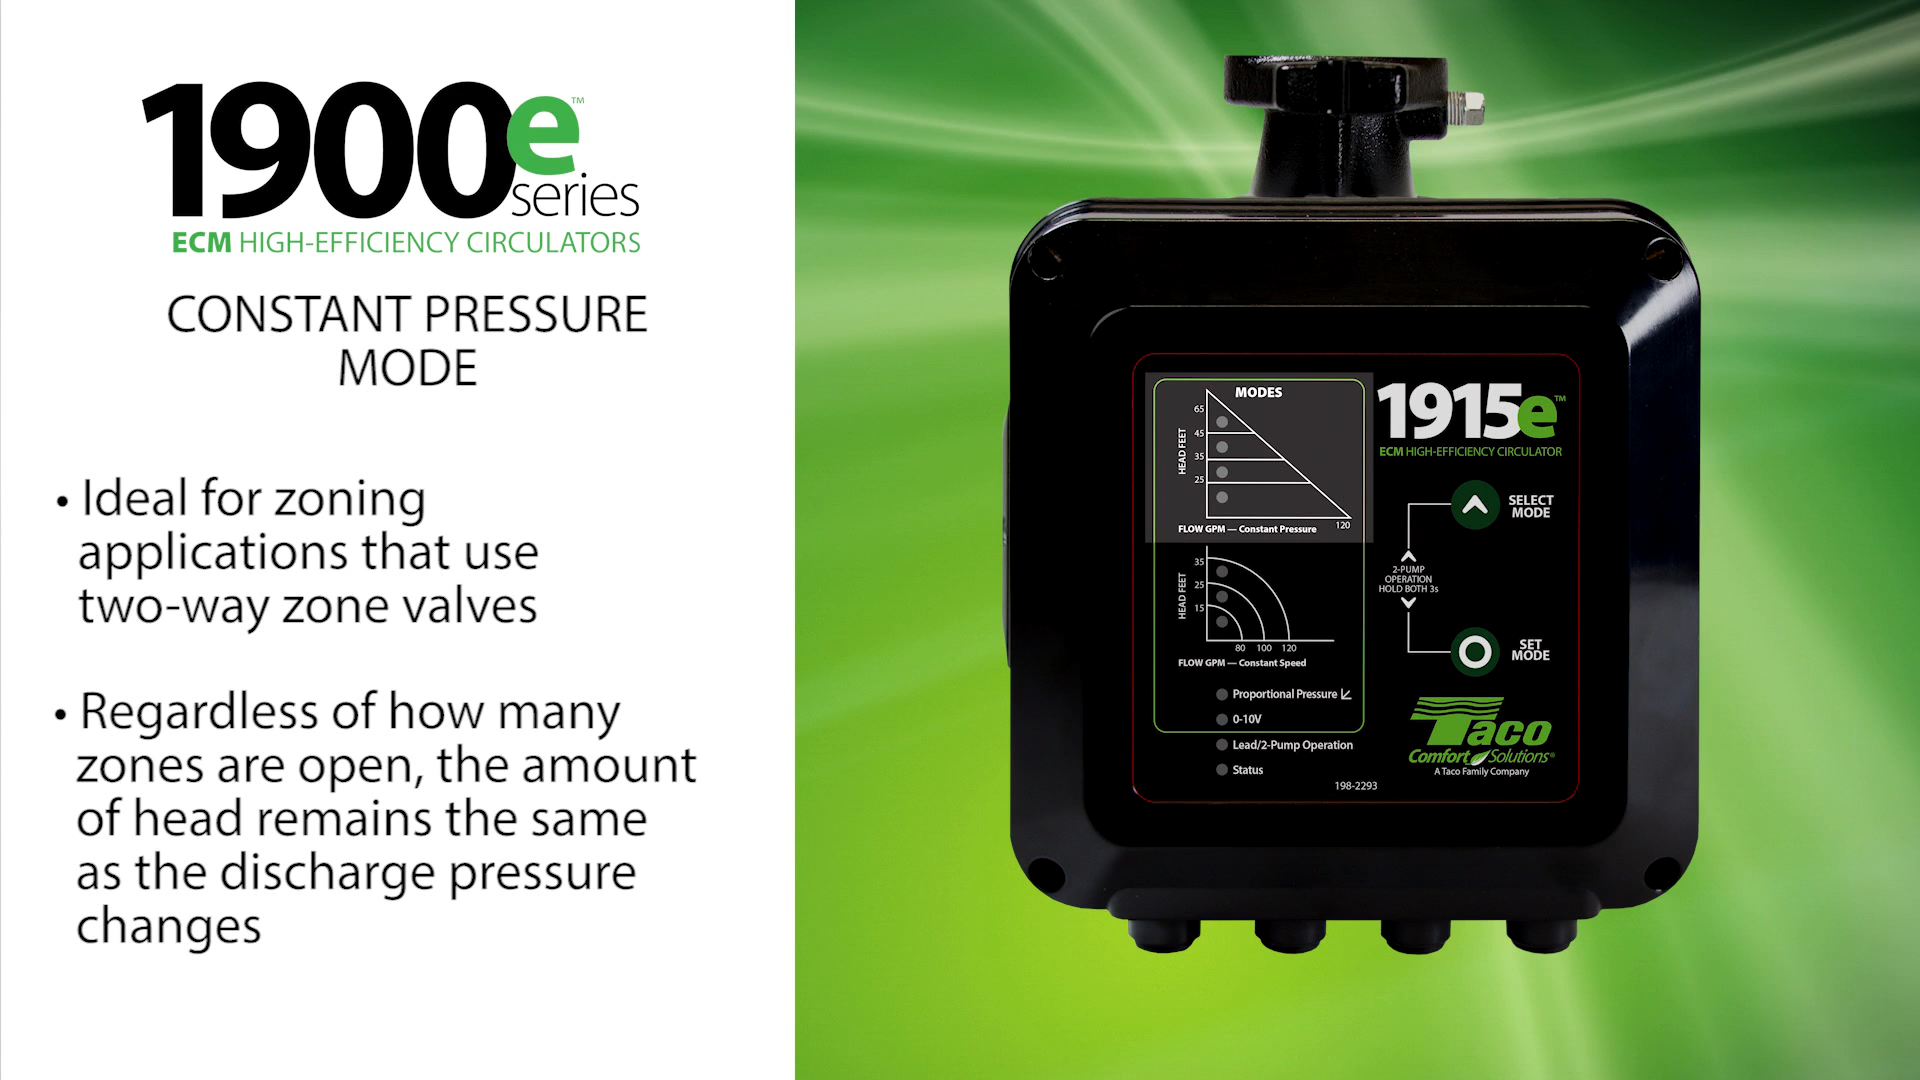 1900e™
series
ECM HIGH-EFFICIENCY CIRCULATORS
CONSTANT PRESSURE
MODE
• Ideal for zoning
applications that use
two-way zone valves
• Regardless of how many
zones are open, the amount
of head remains the same
as the discharge pressure
changes
MODES
65
45
35
25
HEAD FEET
120
FLOW GPM — Constant Pressure
35
25
15
HEAD FEET
80 100 120
FLOW GPM — Constant Speed
Proportional Pressure
0-10V
Lead/2-Pump Operation
Status
198-2293
1915e™
ECM HIGH-EFFICIENCY CIRCULATOR
SELECT
MODE
2-PUMP
OPERATION
HOLD BOTH 3s
SET
MODE
Taco
Comfort Solutions®
A Taco Family Company